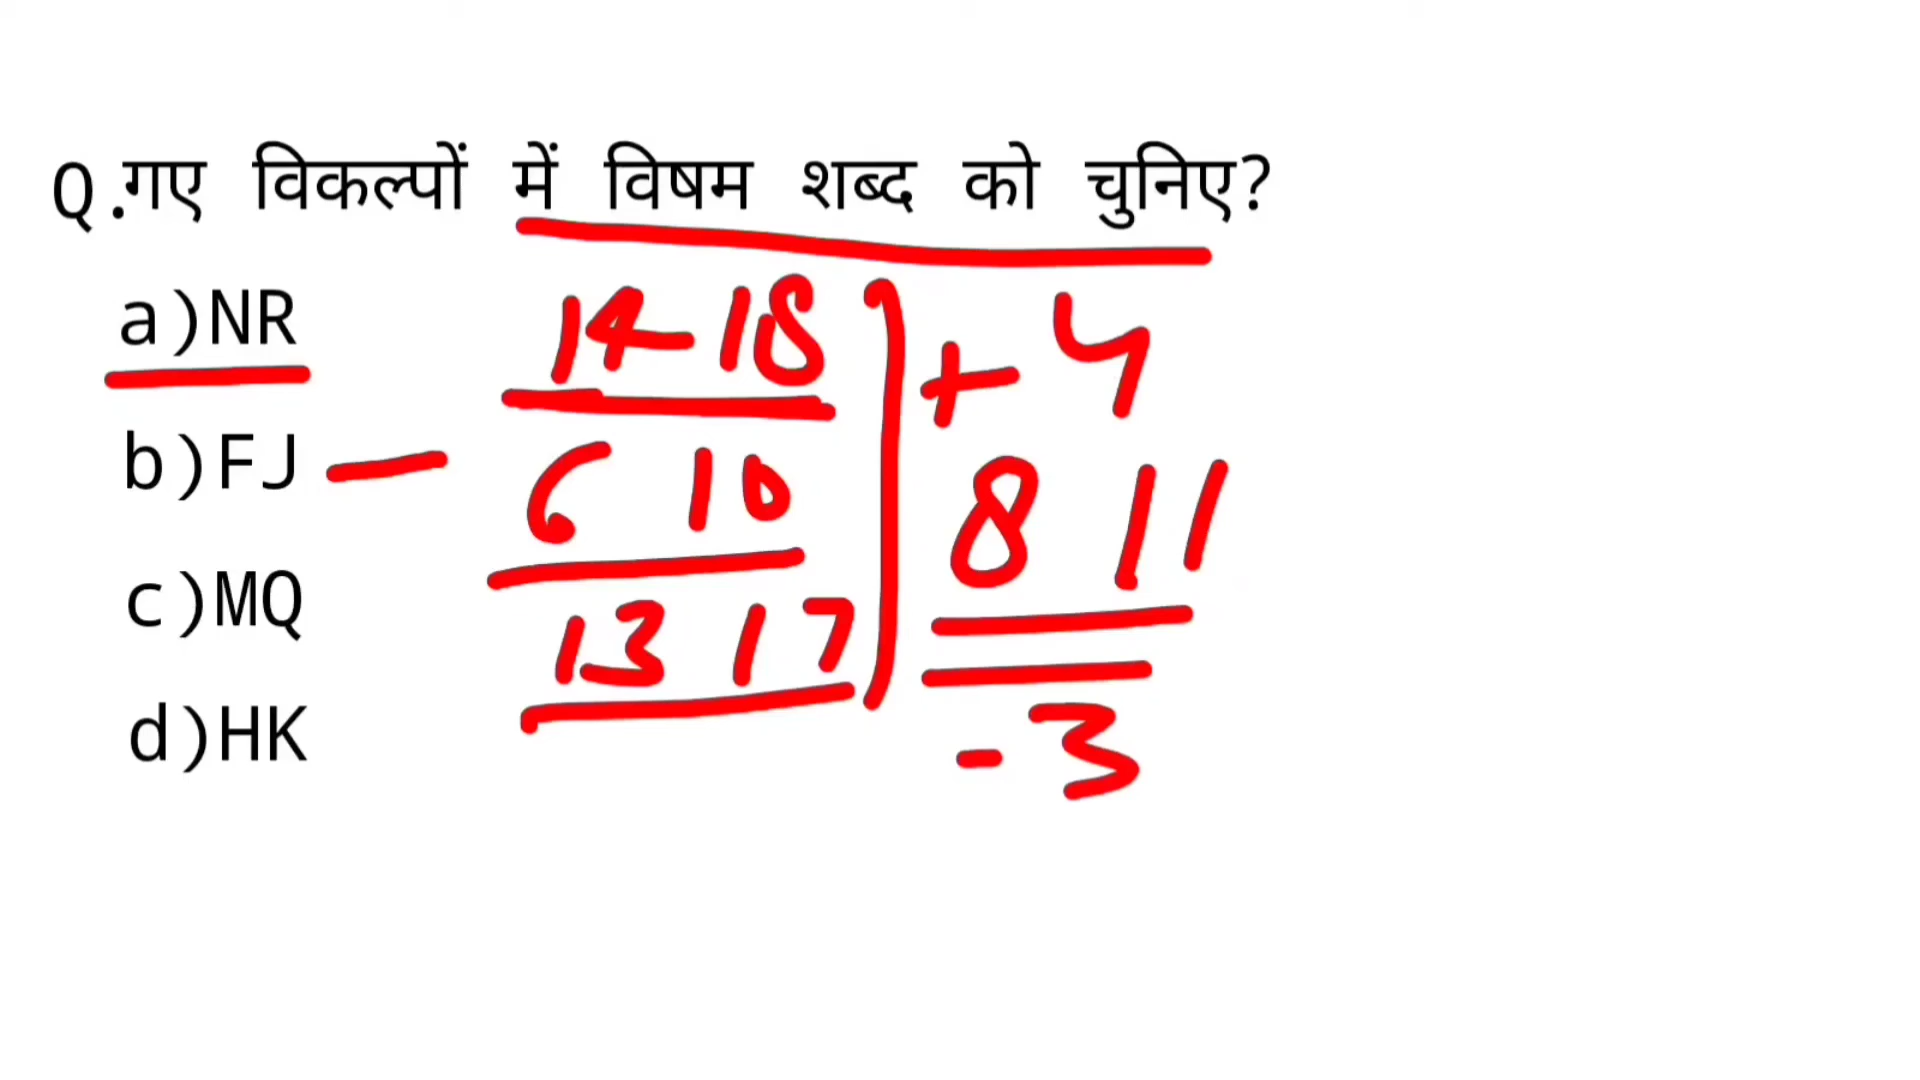 Q.गए विकल्पों में विषम शब्द को चुनिए?
a)NR 14-18 +4
b)FJ — 6 10 8 11
c)MQ 13 17
d)HK -3